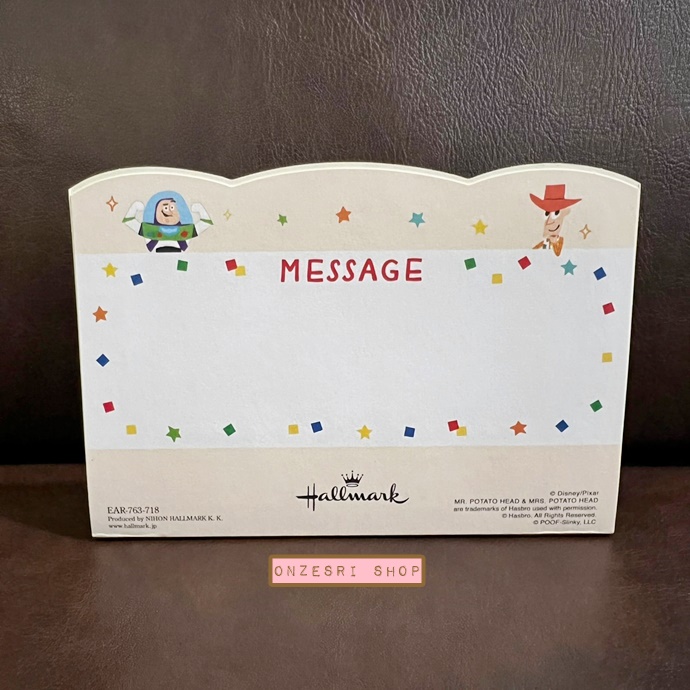 MESSAGE
Hallmark
EAR-763-718
Produced by NIHON HALLMARK K. K.
www.hallmark.jp
© Disney/Pixar
MR. POTATO HEAD & MRS. POTATO HEAD
are trademarks of Hasbro used with permission.
© Hasbro. All Rights Reserved.
© POOF-Slinky, LLC
ONZESRI SHOP